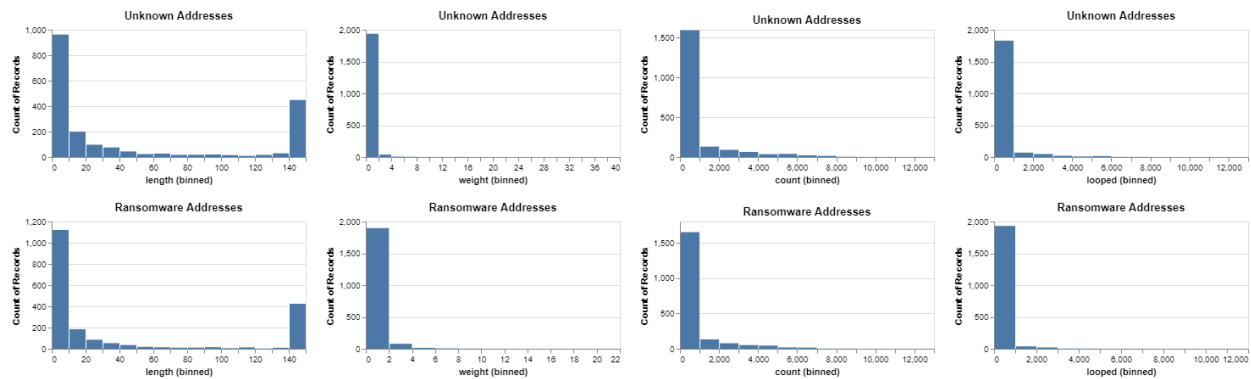 Unknown Addresses
1,000
800
600
400
200
0
Count of Records
0 20 40 60 80 100 120 140
length (binned)
Unknown Addresses
2,000
1,500
1,000
500
0
Count of Records
0 4 8 12 16 20 24 28 32 36 40
weight (binned)
Unknown Addresses
1,500
1,000
500
0
Count of Records
0 2,000 4,000 6,000 8,000 10,000 12,000
count (binned)
Unknown Addresses
2,000
1,500
1,000
500
0
Count of Records
0 2,000 4,000 6,000 8,000 10,000 12,000
looped (binned)
Ransomware Addresses
1,200
1,000
800
600
400
200
0
Count of Records
0 20 40 60 80 100 120 140
length (binned)
Ransomware Addresses
2,000
1,500
1,000
500
0
Count of Records
0 2 4 6 8 10 12 14 16 18 20 22
weight (binned)
Ransomware Addresses
1,500
1,000
500
0
Count of Records
0 2,000 4,000 6,000 8,000 10,000 12,000
count (binned)
Ransomware Addresses
2,000
1,500
1,000
500
0
Count of Records
0 2,000 4,000 6,000 8,000 10,000 12,000
looped (binned)